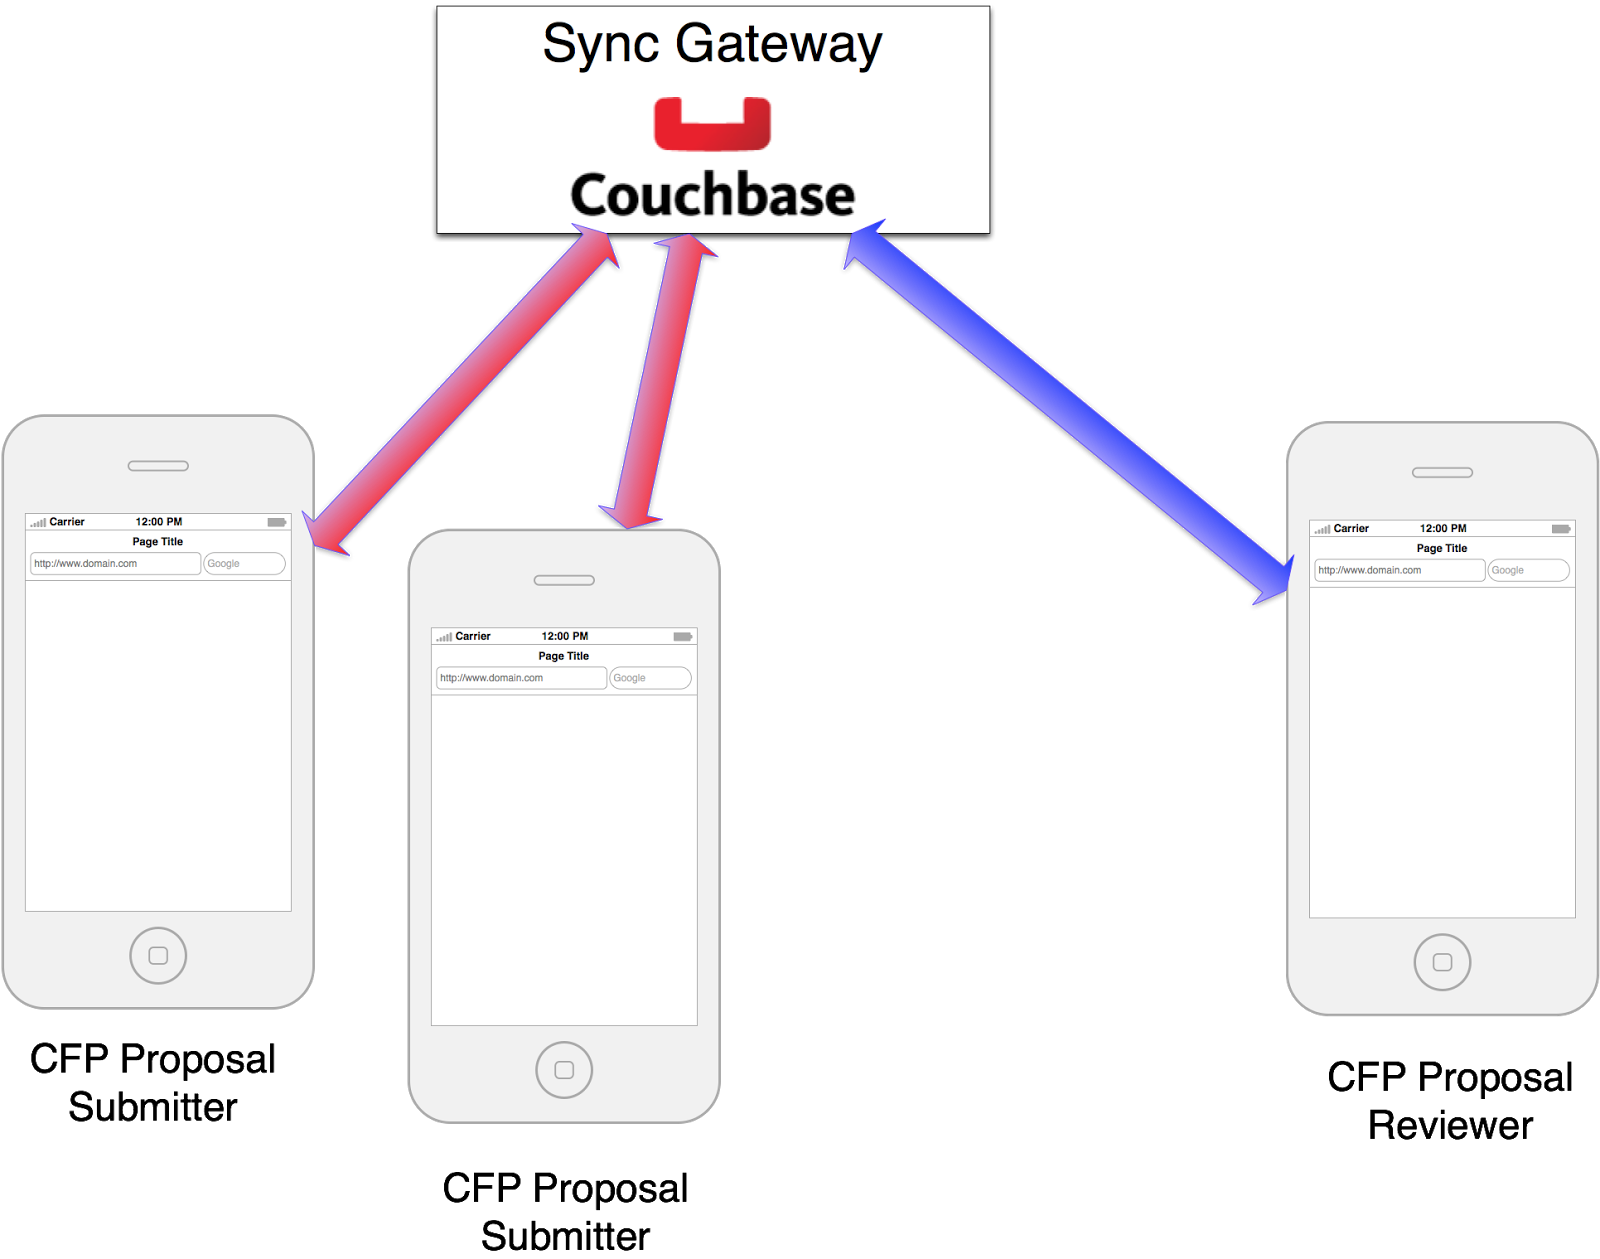 Sync Gateway
Couchbase
Carrier 12:00 PM
Page Title
http://www.domain.com Google
CFP Proposal
Submitter
Carrier 12:00 PM
Page Title
http://www.domain.com Google
CFP Proposal
Submitter
Carrier 12:00 PM
Page Title
http://www.domain.com Google
CFP Proposal
Reviewer